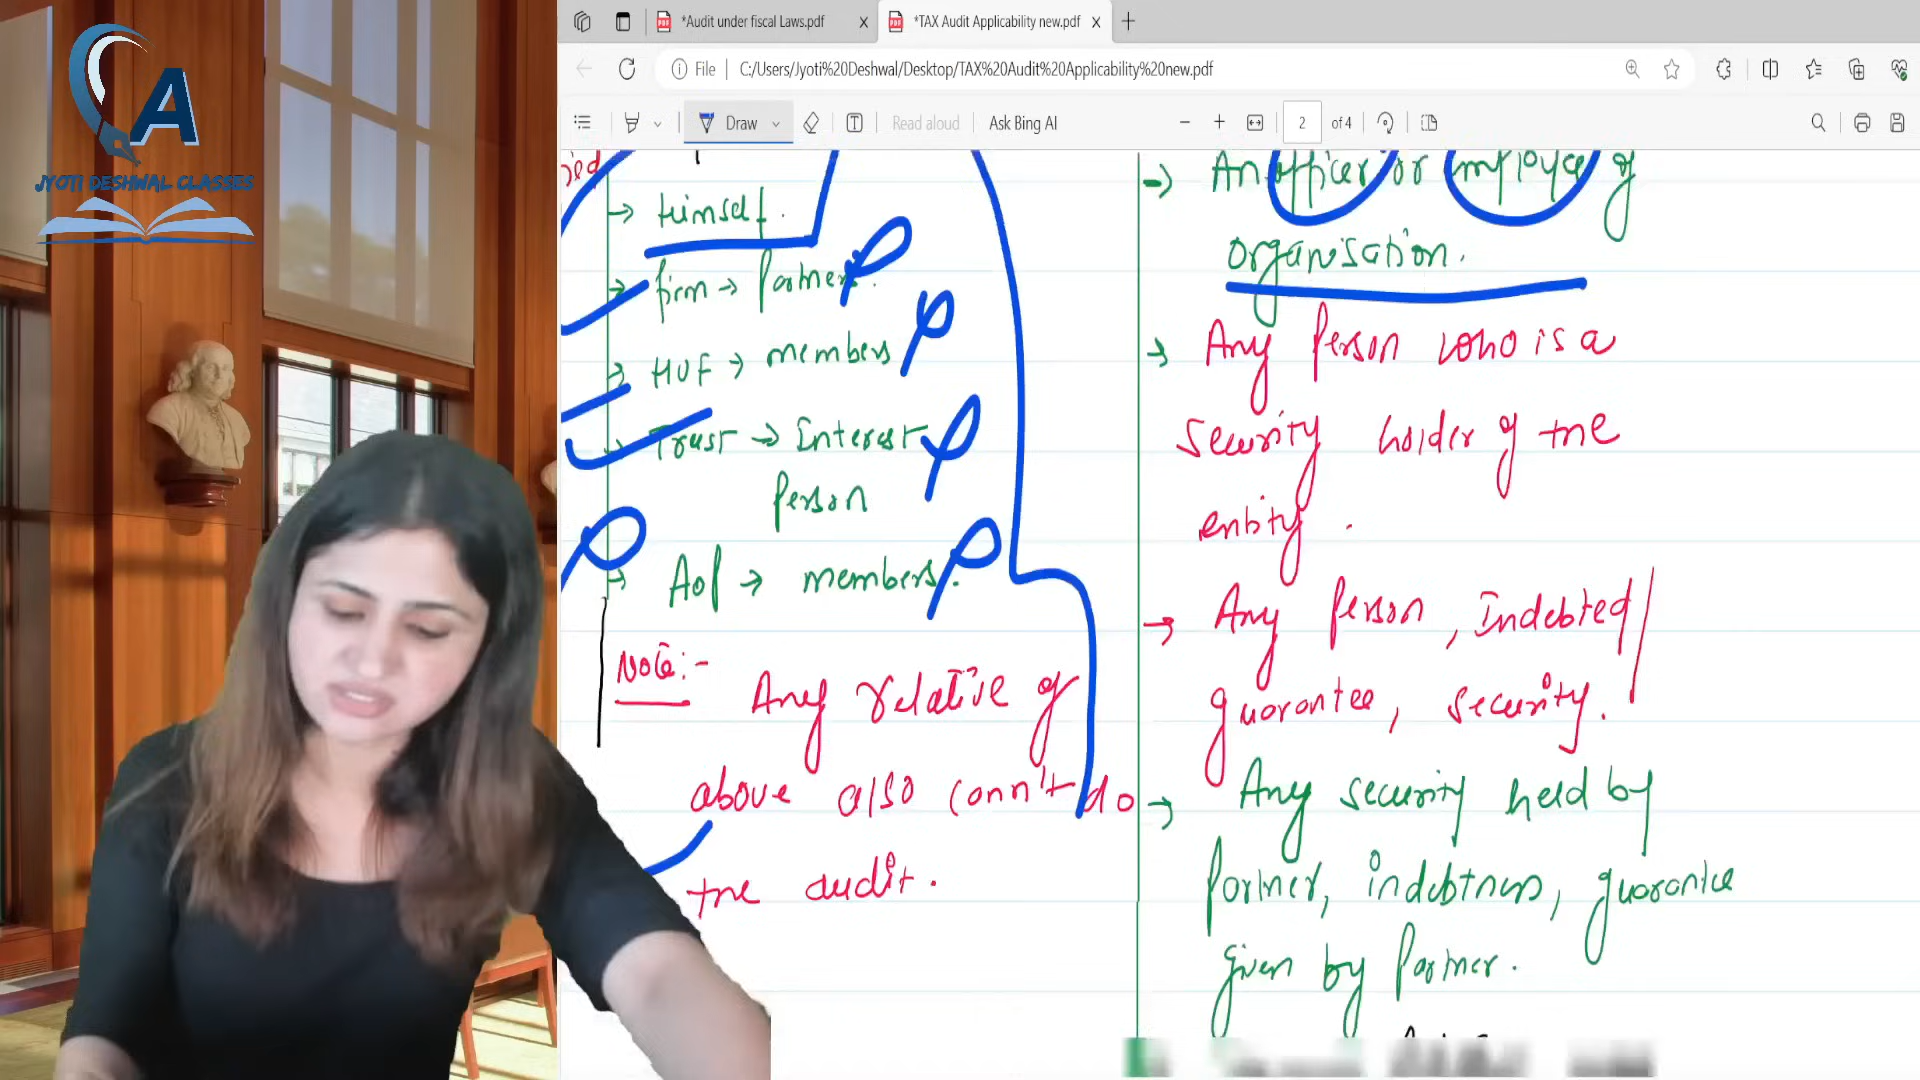 CA
JYOTI DESHWAL CLASSES
*Audit under fiscal Laws.pdf
*TAX Audit Applicability new.pdf
File
C:/Users/Jyoti%20Deshwal/Desktop/TAX%20Audit%20Applicability%20new.pdf
Draw
Read aloud
Ask Bing AI
2
of 4
→ Himself.
→ firm → Partners.
→ HUF → members
→ Trust → Interest
Person
→ AoP → members.
Note:-
Any relative of
above also cann't do
the audit.
→ An officer or employee of
organisation.
→ Any Person who is a
security holder of the
entity.
→ Any Person, Indebted/
guarantee, security.
→ Any security held by
Partner, indebtness, guarantee
given by Partner.